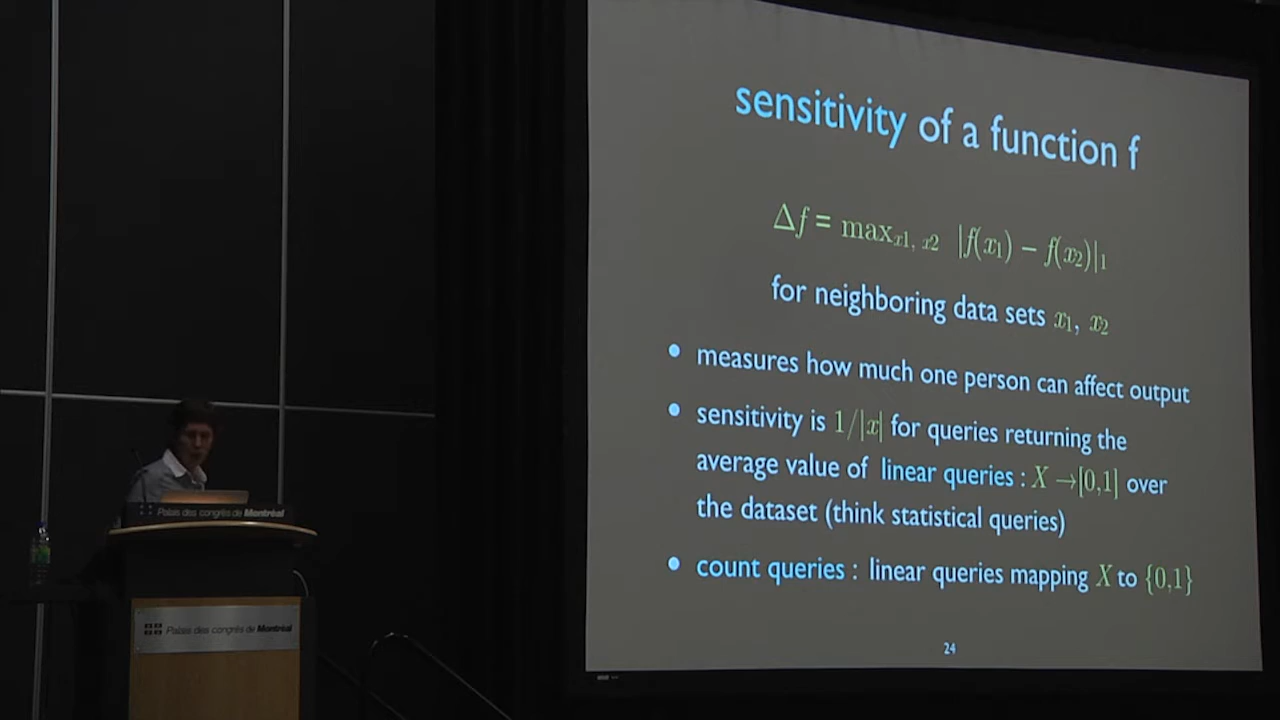 sensitivity of a function f
Δf = max_{x1, x2} |f(x₁) − f(x₂)|₁
for neighboring data sets x₁, x₂
• measures how much one person can affect output
• sensitivity is 1/|x| for queries returning the
average value of linear queries : X →[0,1] over
the dataset (think statistical queries)
• count queries : linear queries mapping X to {0,1}
24
Palais des congrès de Montréal
Palais des congrès de Montréal